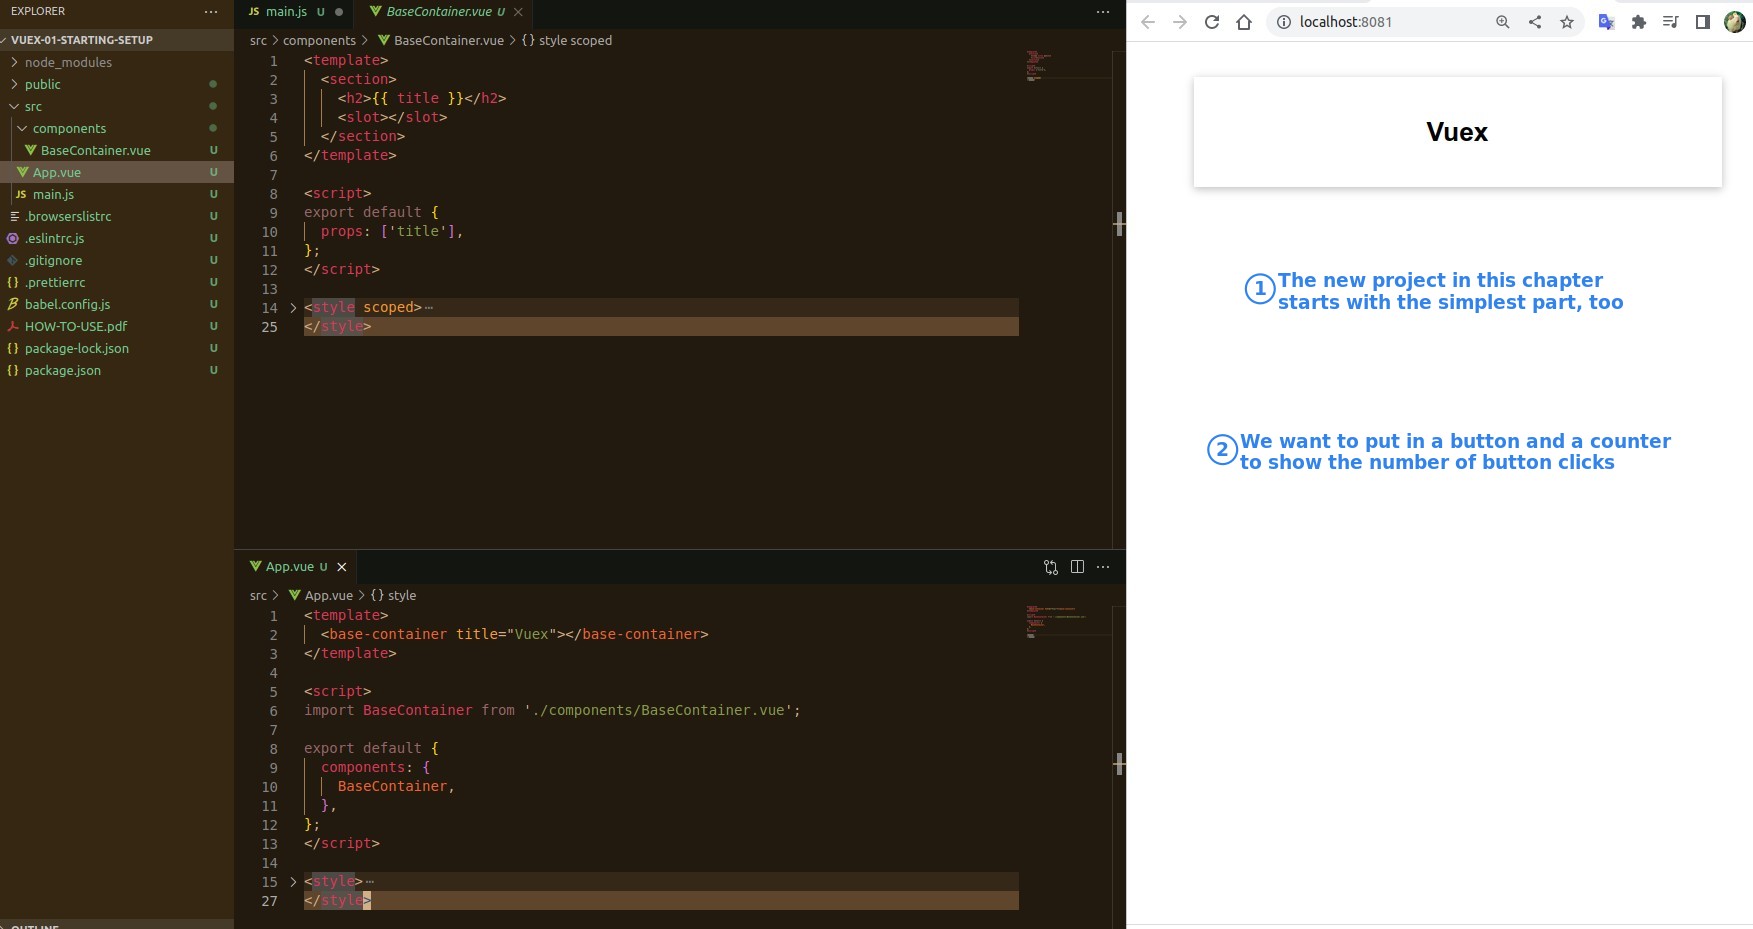 EXPLORER
VUEX-01-STARTING-SETUP
node_modules
public
src
components
BaseContainer.vue U
App.vue U
JS main.js U
.browserslistrc U
.eslintrc.js U
.gitignore U
{} .prettierrc U
babel.config.js U
HOW-TO-USE.pdf U
{} package-lock.json U
{} package.json U
JS main.js U
BaseContainer.vue U
src > components > BaseContainer.vue > {} style scoped
1 <template>
2 <section>
3 <h2>{{ title }}</h2>
4 <slot></slot>
5 </section>
6 </template>
7
8 <script>
9 export default {
10 props: ['title'],
11 };
12 </script>
13
14 <style scoped>⋯
25 </style>
App.vue U
src > App.vue > {} style
1 <template>
2 <base-container title="Vuex"></base-container>
3 </template>
4
5 <script>
6 import BaseContainer from './components/BaseContainer.vue';
7
8 export default {
9 components: {
10 BaseContainer,
11 },
12 };
13 </script>
14
15 <style>⋯
27 </style>
localhost:8081
Vuex
1 The new project in this chapter
starts with the simplest part, too
2 We want to put in a button and a counter
to show the number of button clicks